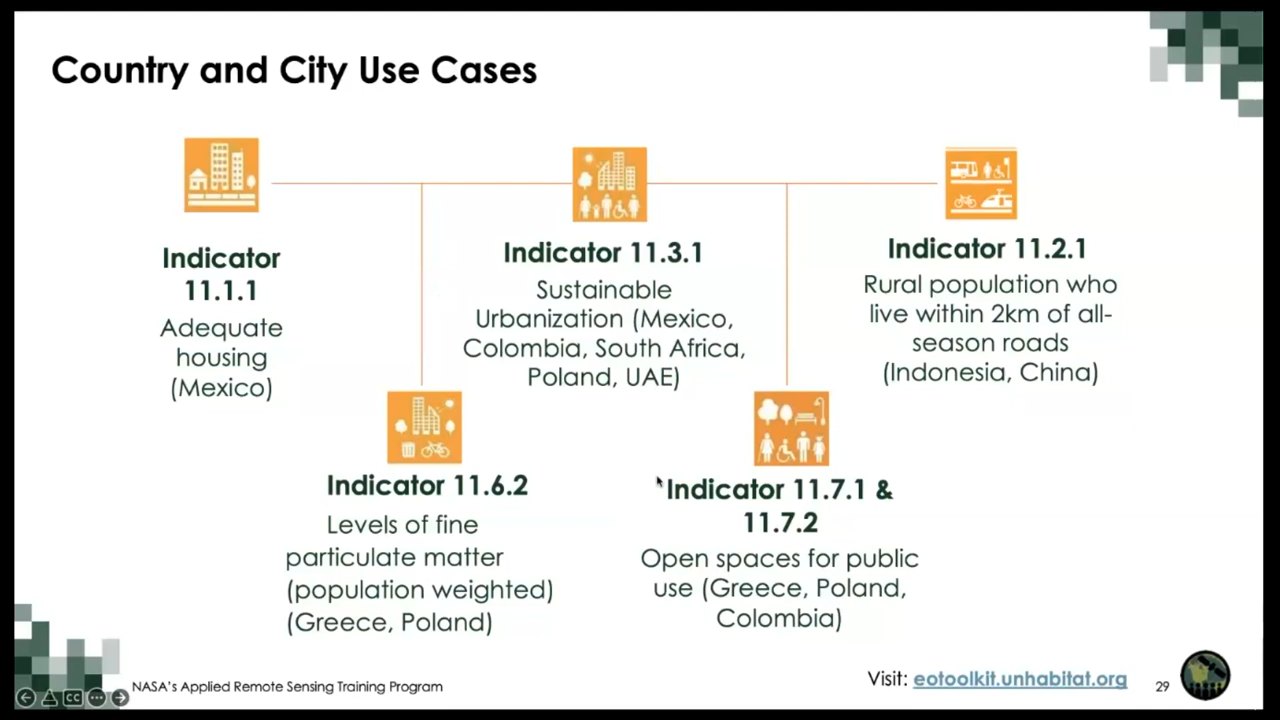 Country and City Use Cases
Indicator
11.1.1
Adequate
housing
(Mexico)
Indicator 11.3.1
Sustainable
Urbanization (Mexico,
Colombia, South Africa,
Poland, UAE)
Indicator 11.2.1
Rural population who
live within 2km of all-
season roads
(Indonesia, China)
Indicator 11.6.2
Levels of fine
particulate matter
(population weighted)
(Greece, Poland)
Indicator 11.7.1 &
11.7.2
Open spaces for public
use (Greece, Poland,
Colombia)
CC
NASA's Applied Remote Sensing Training Program
Visit: eotoolkit.unhabitat.org
29